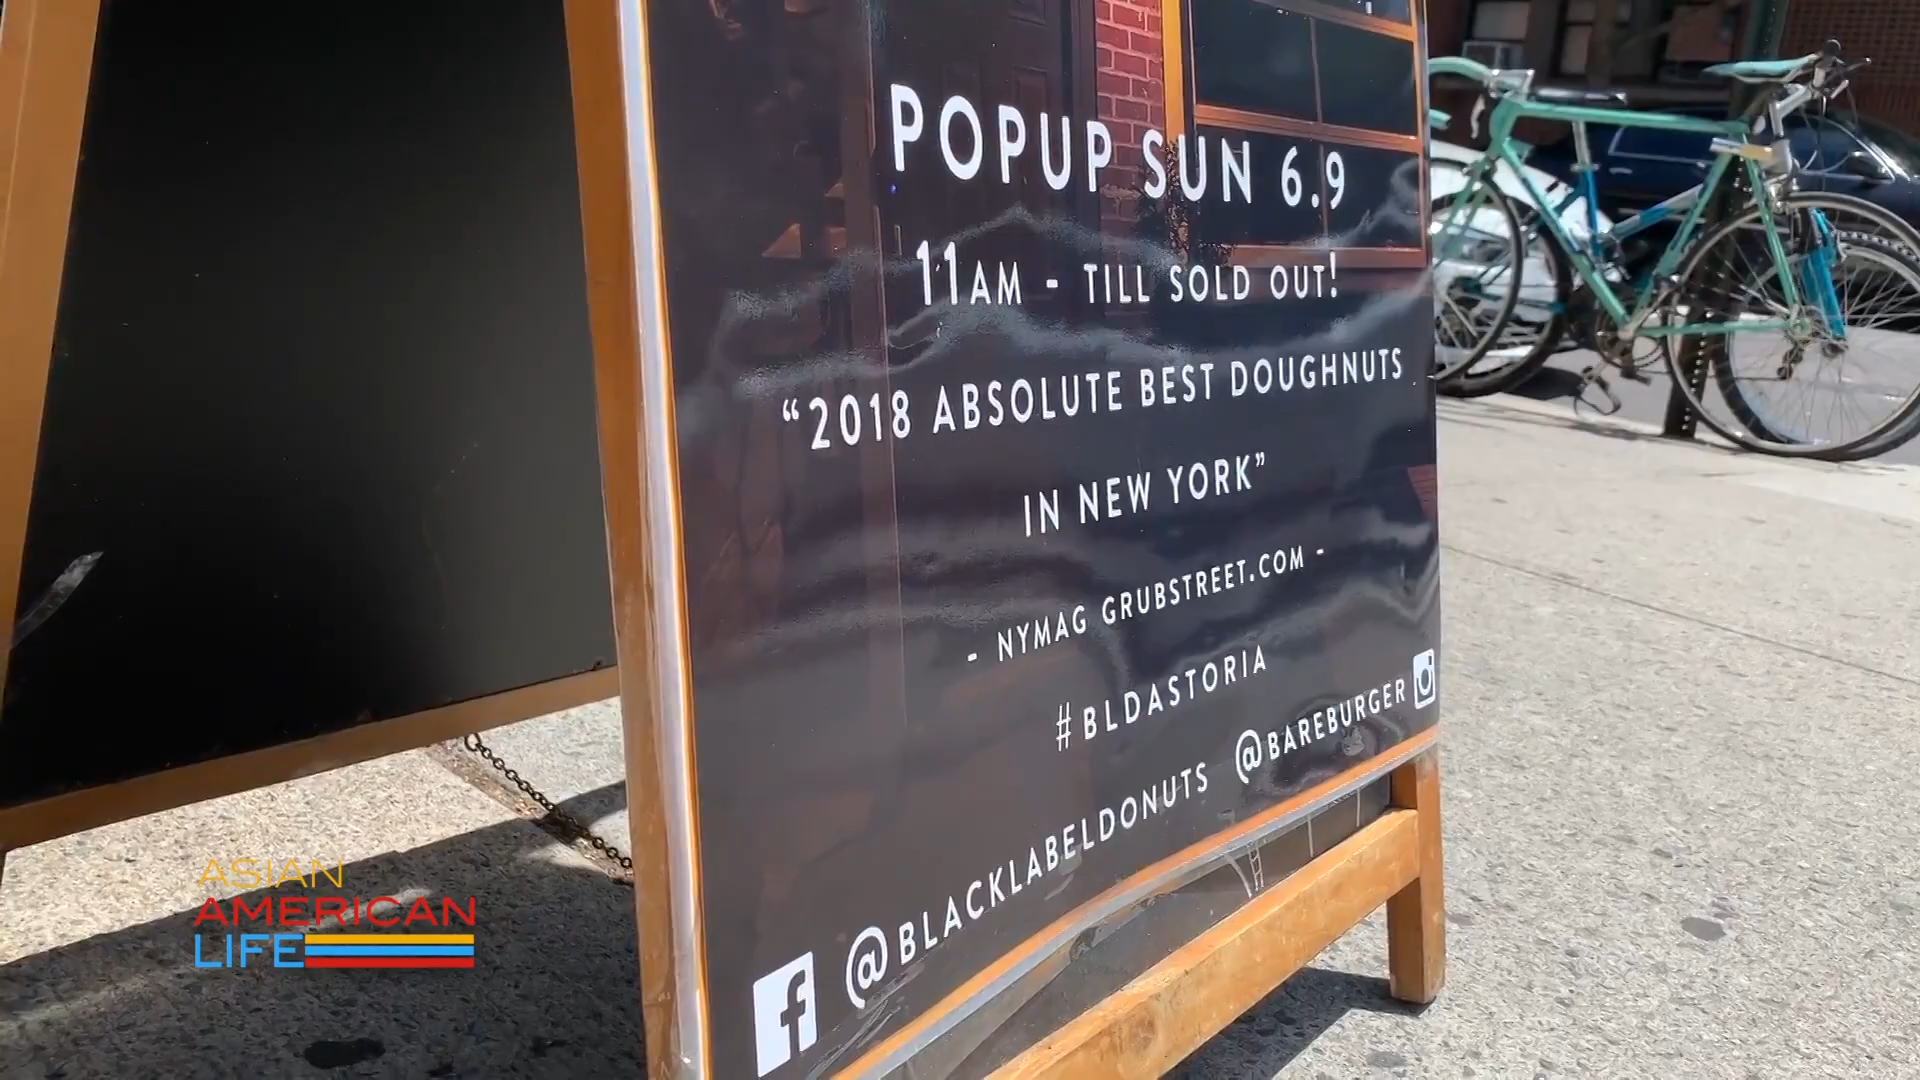 POPUP SUN 6.9
11AM - TILL SOLD OUT!
“2018 ABSOLUTE BEST DOUGHNUTS
IN NEW YORK”
- NYMAG GRUBSTREET.COM -
#BLDASTORIA
@BLACKLABELDONUTS @BAREBURGER
ASIAN
AMERICAN
LIFE